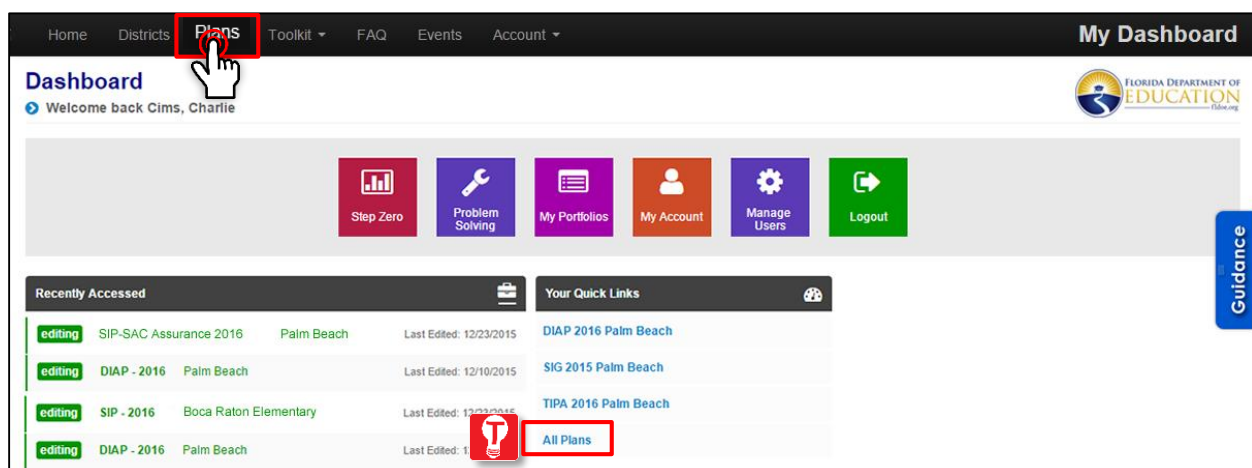 Home Districts Plans Toolkit FAQ Events Account My Dashboard
Dashboard
Welcome back Cims, Charlie
FLORIDA DEPARTMENT OF
EDUCATION
fldoe.org
Step Zero
Problem
Solving
My Portfolios
My Account
Manage
Users
Logout
Guidance
Recently Accessed
editing SIP-SAC Assurance 2016 Palm Beach Last Edited: 12/23/2015
editing DIAP - 2016 Palm Beach Last Edited: 12/10/2015
editing SIP - 2016 Boca Raton Elementary Last Edited: 12/23/2015
editing DIAP - 2016 Palm Beach Last Edited:
Your Quick Links
DIAP 2016 Palm Beach
SIG 2015 Palm Beach
TIPA 2016 Palm Beach
T
All Plans